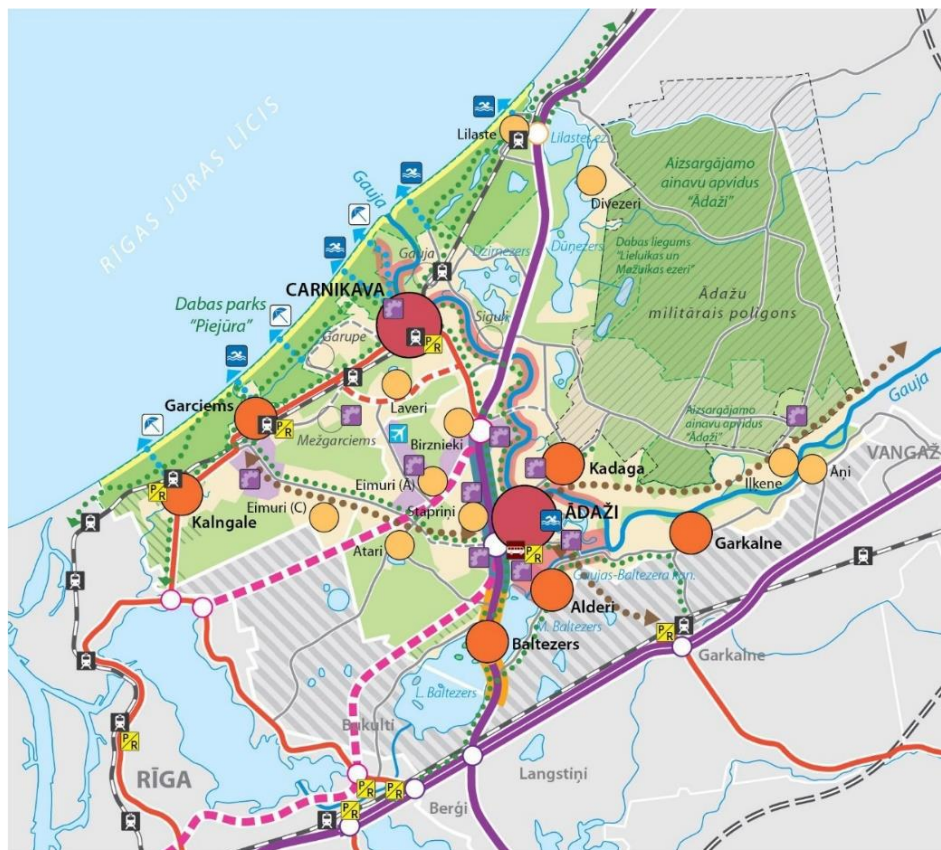 Lilaste
Lilastes ez.
RĪGAS JŪRAS LĪCIS
Gauja
Aizsargājamo
ainavu apvidus
"Ādaži"
Divezeri
Dzirnezers
Dūņezers
Gauja
Dabas liegums
"Lieluikas un
Mazuikas ezeri"
CARNIKAVA
Ādažu
militārais poligons
Dabas parks
"Piejūra"
Siguļi
P/R
Garupe
Gauja
Laveri
Garciems
P/R
Mežgarciems
Birznieki
Aizsargājamo
ainavu apvidus
"Ādaži"
VANGAŽ
Kadaga
Ilkene
Āņi
P/R
Kalngale
Eimuri (C)
Eimuri (Ā)
Stapriņi
ĀDAŽI
Garkalne
Atari
P/R
Gaujas-Baltezera kan.
Alderi
M. Baltezers
P/R
Garkalne
Baltezers
L. Baltezers
Bukulti
P/R
RĪGA
Langstiņi
P/R
P/R
Berģi
P/R